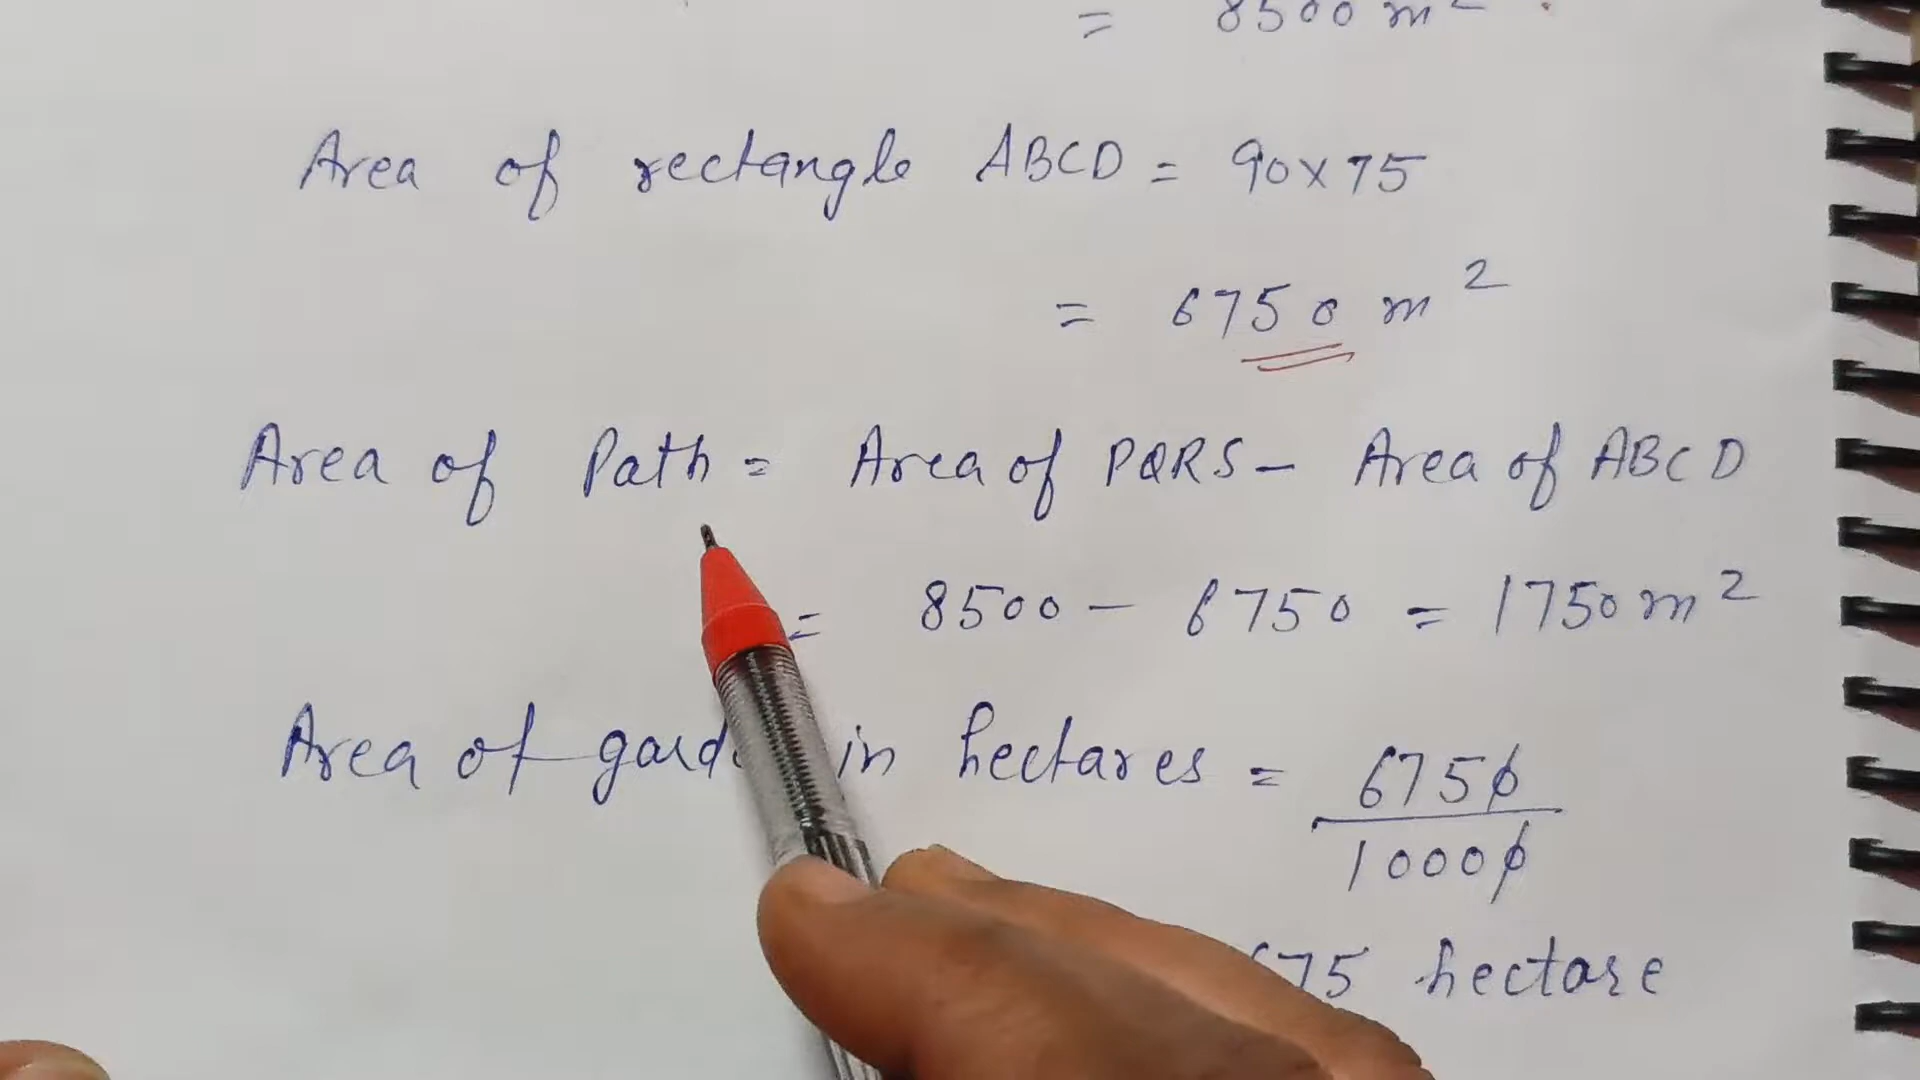 = 8500 m²
Area of rectangle ABCD = 90×75
= 6750 m²
Area of Path = Area of PQRS - Area of ABCD
= 8500 - 6750 = 1750 m²
Area of in hectares = 6750/10000
75 hectare